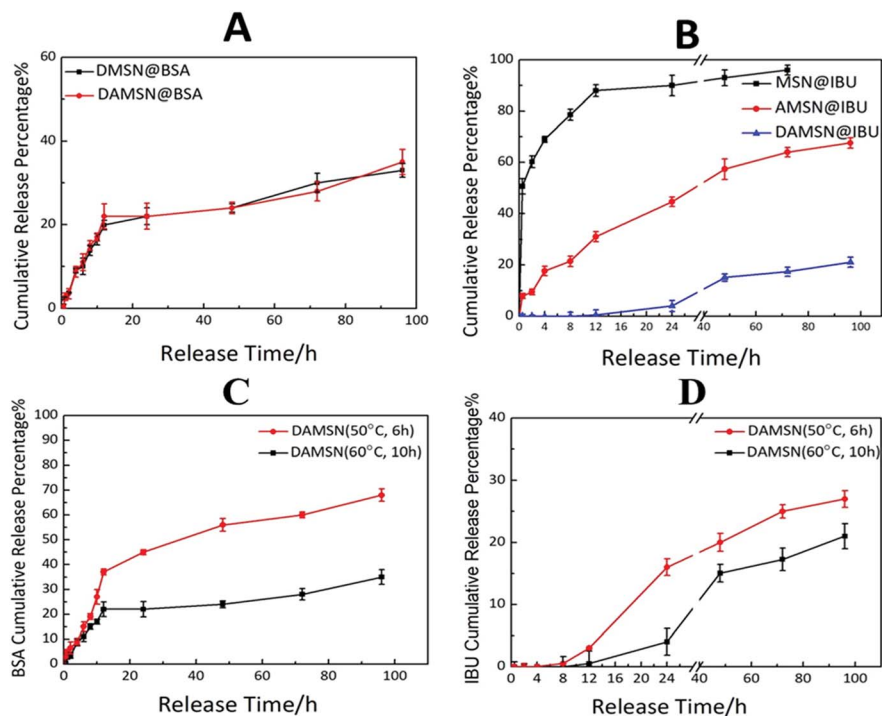 A
DMSN@BSA
DAMSN@BSA
Cumulative Release Percentage%
60
40
20
0
0 20 40 60 80 100
Release Time/h
B
MSN@IBU
AMSN@IBU
DAMSN@IBU
Cumulative Release Percentage%
100
80
60
40
20
0
0 4 8 12 16 20 24 40 60 80 100
Release Time/h
C
DAMSN(50°C, 6h)
DAMSN(60°C, 10h)
BSA Cumulative Release Percentage%
100
90
80
70
60
50
40
30
20
10
0
0 20 40 60 80 100
Release Time/h
D
DAMSN(50°C, 6h)
DAMSN(60°C, 10h)
IBU Cumulative Release Percentage%
40
30
20
10
0
0 4 8 12 16 20 24 40 60 80 100
Release Time/h